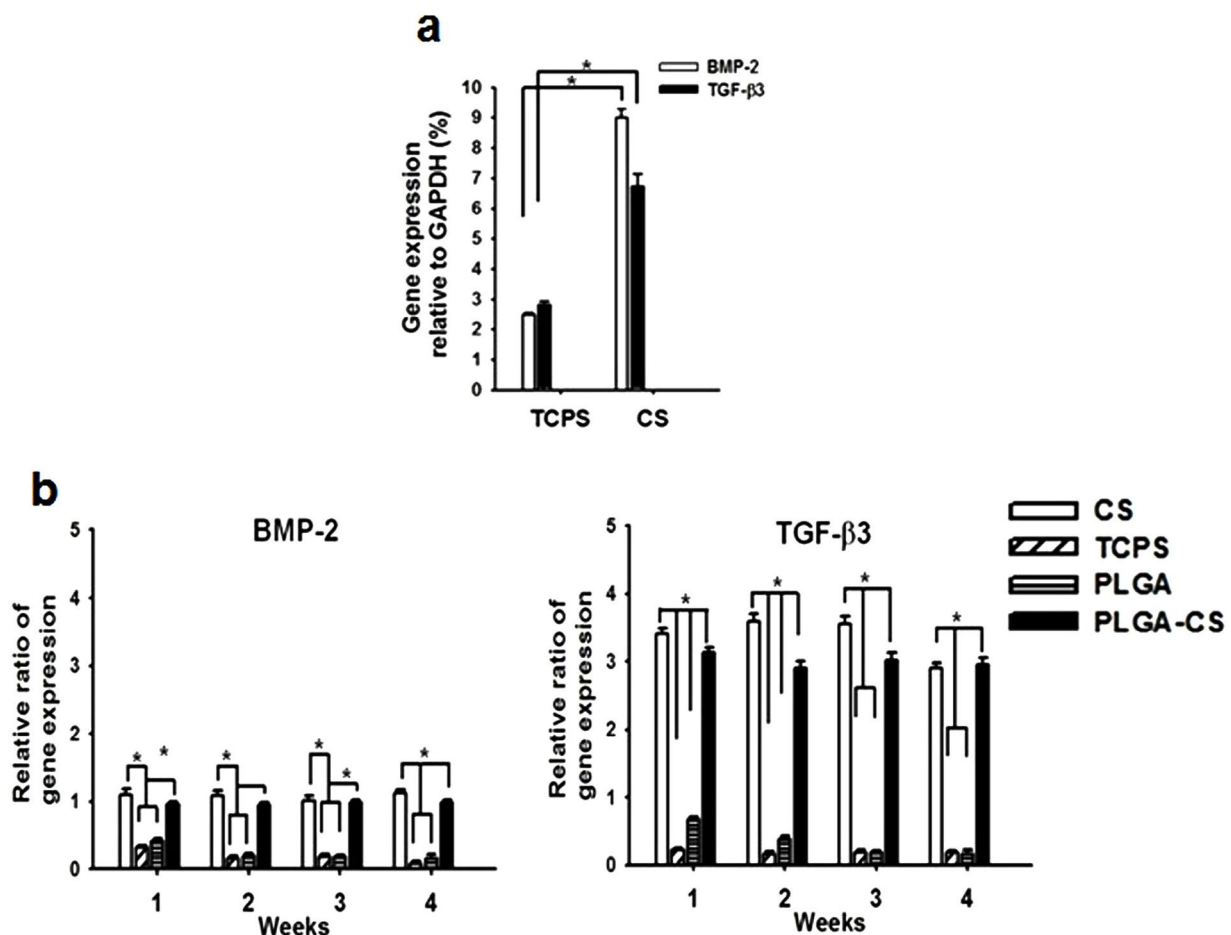 a
*
*
BMP-2
TGF-β3
10
9
8
7
6
5
4
3
2
1
0
Gene expression
relative to GAPDH (%)
TCPS CS
b
BMP-2
5
4
3
2
1
0
Relative ratio of
gene expression
* * * * * *
1 2 3 4
Weeks
TGF-β3
5
4
3
2
1
0
Relative ratio of
gene expression
* * * *
1 2 3 4
Weeks
CS
TCPS
PLGA
PLGA-CS